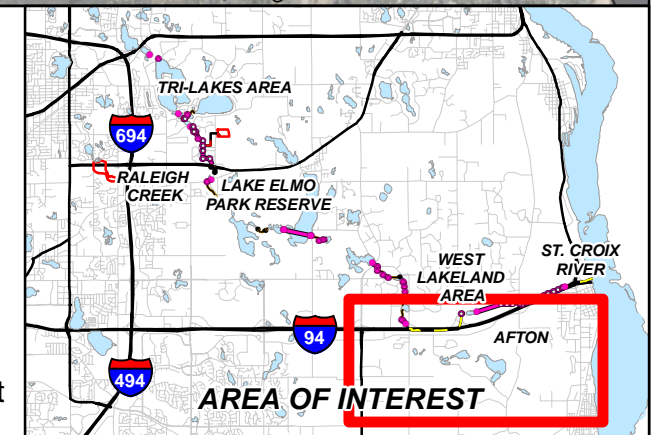 TRI-LAKES AREA
694
RALEIGH
CREEK
LAKE ELMO
PARK RESERVE
WEST
LAKELAND
AREA
ST. CROIX
RIVER
94
AFTON
494
AREA OF INTEREST
t